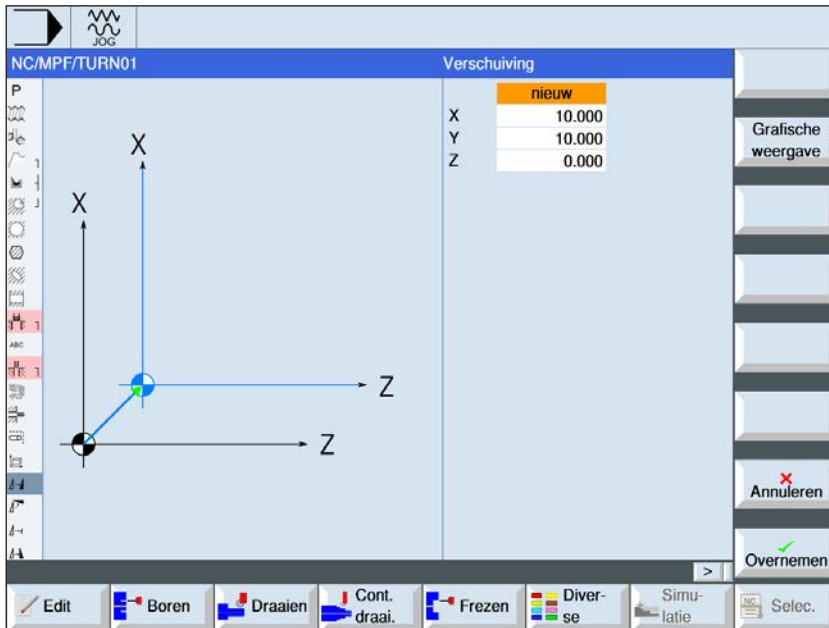 JOG
NC/MPF/TURN01
Verschuiving
P
nieuw
X 10.000
Y 10.000
Z 0.000
Grafische
weergave
X
X
Z
Z
ABC
Annuleren
Overnemen
>
Edit
Boren
Draaien
Cont.
draai.
Frezen
Diver-
se
Simu-
latie
NC
Selec.